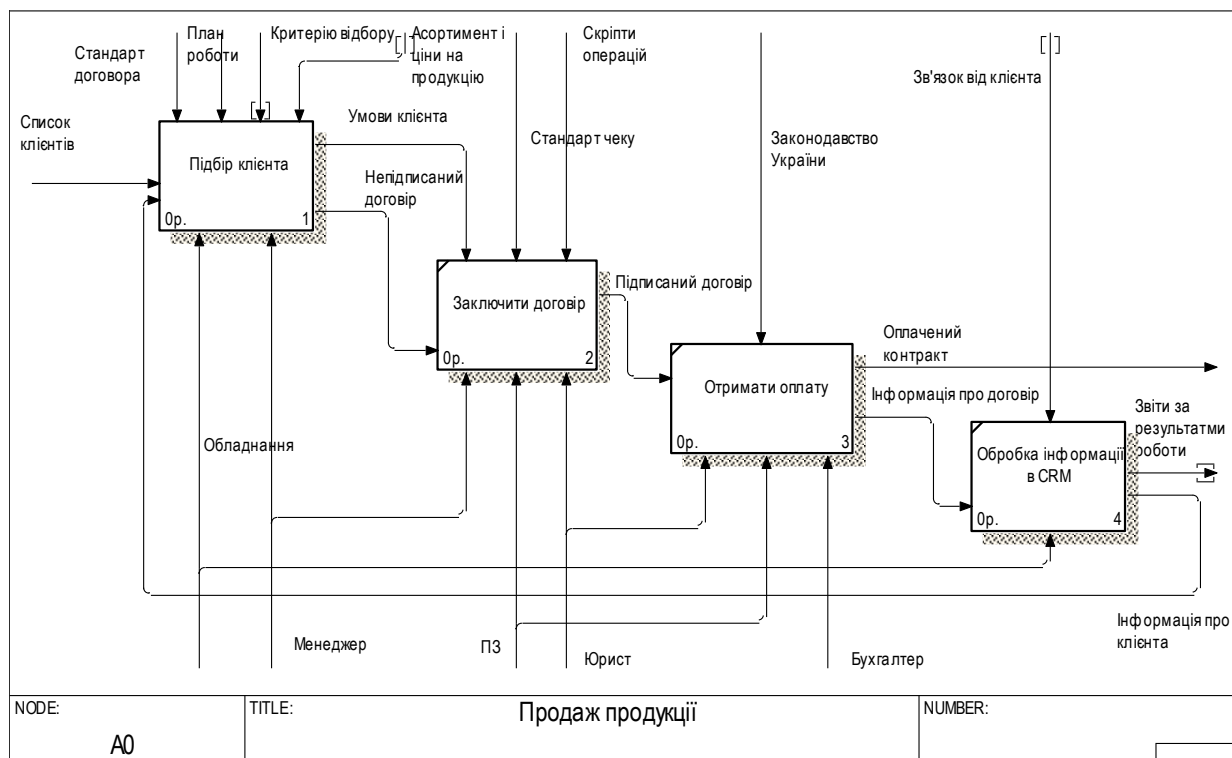 План
роботи
Критерію відбору
Асортимент і
ціни на
продукцію
Скрипти
операцій
Стандарт
договора
Зв'язок від клієнта
Список
клієнтів
Умови клієнта
Стандарт чеку
Законодавство
України
Підбір клієнта
0р.
1
Непідписаний
договір
Заключити договір
0р.
2
Підписаний договір
Отримати оплату
0р.
3
Оплачений
контракт
Інформація про договір
Звіти за
результатми
роботи
Обробка інформації
в CRM
0р.
4
Обладнання
Менеджер
ПЗ
Юрист
Бухгалтер
Інформація про
клієнта
NODE:
A0
TITLE:
Продаж продукції
NUMBER: